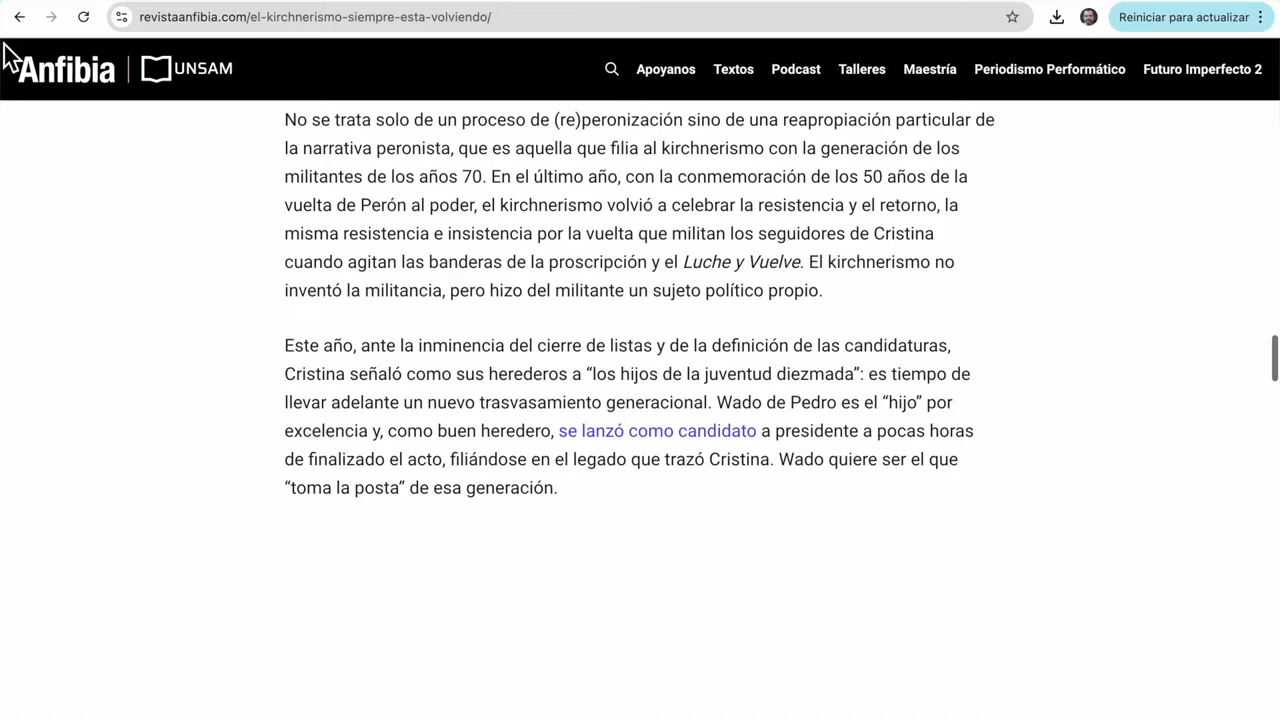 revistaanfibia.com/el-kirchnerismo-siempre-esta-volviendo/
Reiniciar para actualizar
Anfibia
UNSAM
Apoyanos
Textos
Podcast
Talleres
Maestría
Periodismo Performático
Futuro Imperfecto 2
No se trata solo de un proceso de (re)peronización sino de una reapropiación particular de
la narrativa peronista, que es aquella que filia al kirchnerismo con la generación de los
militantes de los años 70. En el último año, con la conmemoración de los 50 años de la
vuelta de Perón al poder, el kirchnerismo volvió a celebrar la resistencia y el retorno, la
misma resistencia e insistencia por la vuelta que militan los seguidores de Cristina
cuando agitan las banderas de la proscripción y el Luche y Vuelve. El kirchnerismo no
inventó la militancia, pero hizo del militante un sujeto político propio.
Este año, ante la inminencia del cierre de listas y de la definición de las candidaturas,
Cristina señaló como sus herederos a “los hijos de la juventud diezmada”: es tiempo de
llevar adelante un nuevo trasvasamiento generacional. Wado de Pedro es el “hijo” por
excelencia y, como buen heredero, se lanzó como candidato a presidente a pocas horas
de finalizado el acto, filiándose en el legado que trazó Cristina. Wado quiere ser el que
“toma la posta” de esa generación.